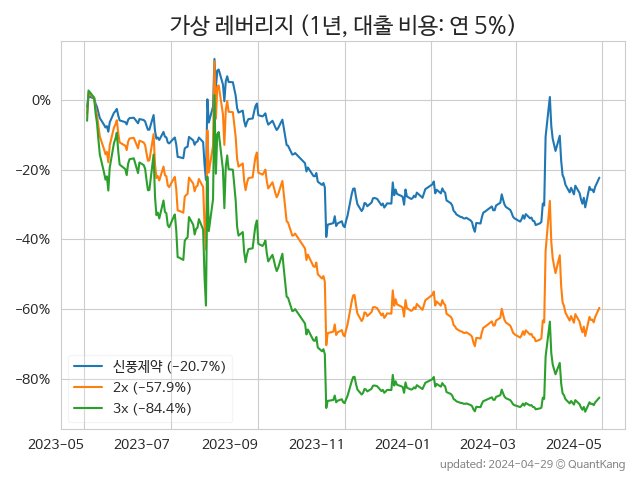 가상 레버리지 (1년, 대출 비용: 연 5%)
0%
−20%
−40%
−60%
−80%
신풍제약 (−20.7%)
2x (−57.9%)
3x (−84.4%)
2023-05 2023-07 2023-09 2023-11 2024-01 2024-03 2024-05
updated: 2024-04-29 © QuantKang